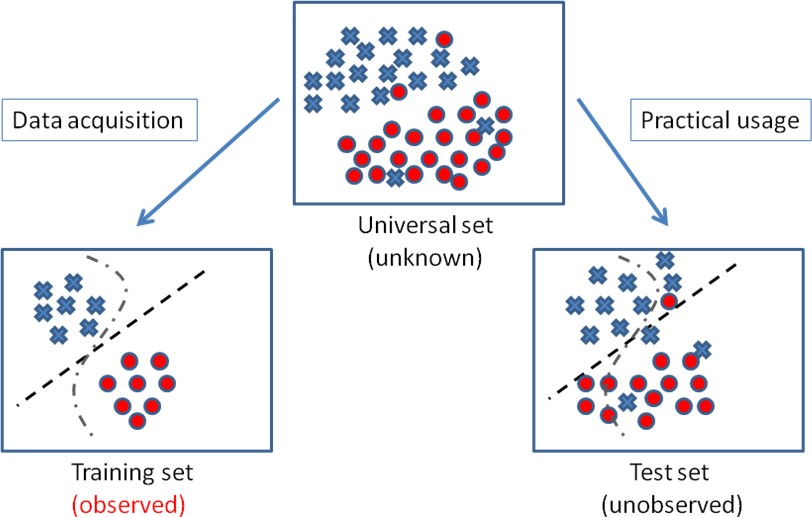 Data acquisition
Practical usage
Universal set
(unknown)
Training set
(observed)
Test set
(unobserved)